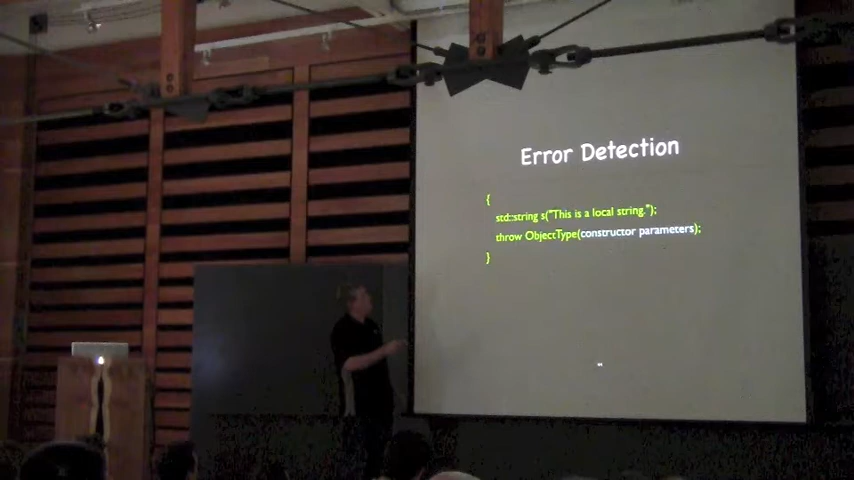 Error Detection
{
std::string s("This is a local string.");
throw ObjectType(constructor parameters);
}